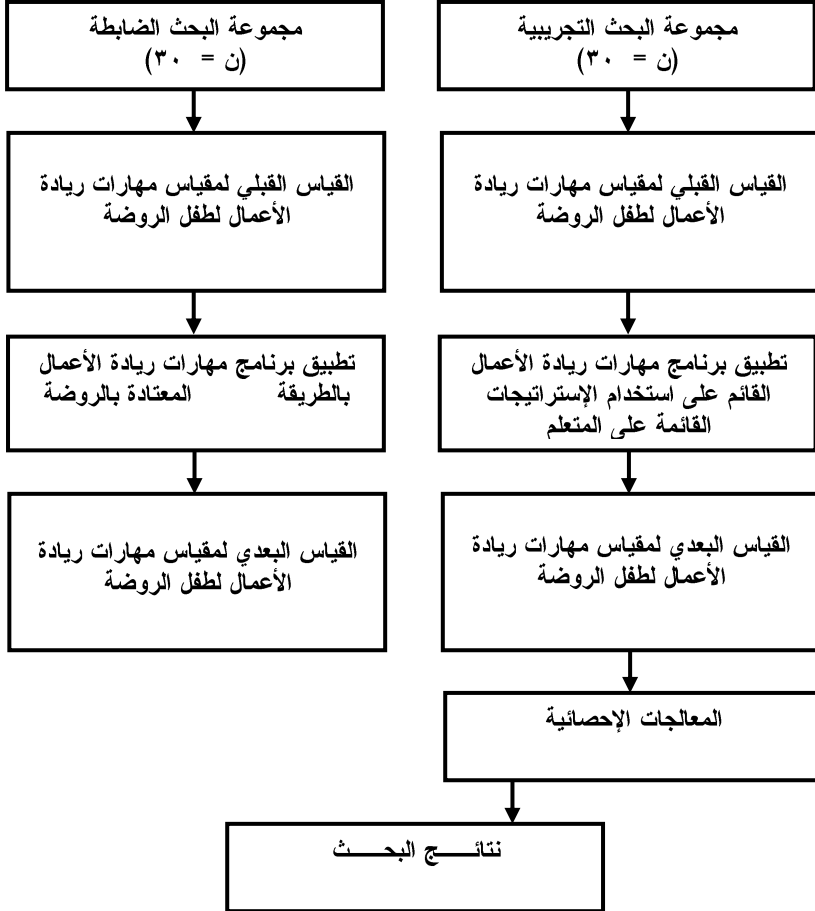 مجموعة البحث التجريبية
(ن = ٣٠)
القياس القبلي لمقياس مهارات ريادة
الأعمال لطفل الروضة
تطبيق برنامج مهارات ريادة الأعمال
القائم على استخدام الإستراتيجات
القائمة على المتعلم
القياس البعدي لمقياس مهارات ريادة
الأعمال لطفل الروضة
المعالجات الإحصائية
مجموعة البحث الضابطة
(ن = ٣٠)
القياس القبلي لمقياس مهارات ريادة
الأعمال لطفل الروضة
تطبيق برنامج مهارات ريادة الأعمال
بالطريقة المعتادة بالروضة
القياس البعدي لمقياس مهارات ريادة
الأعمال لطفل الروضة
نتائـــــج البحـــــث